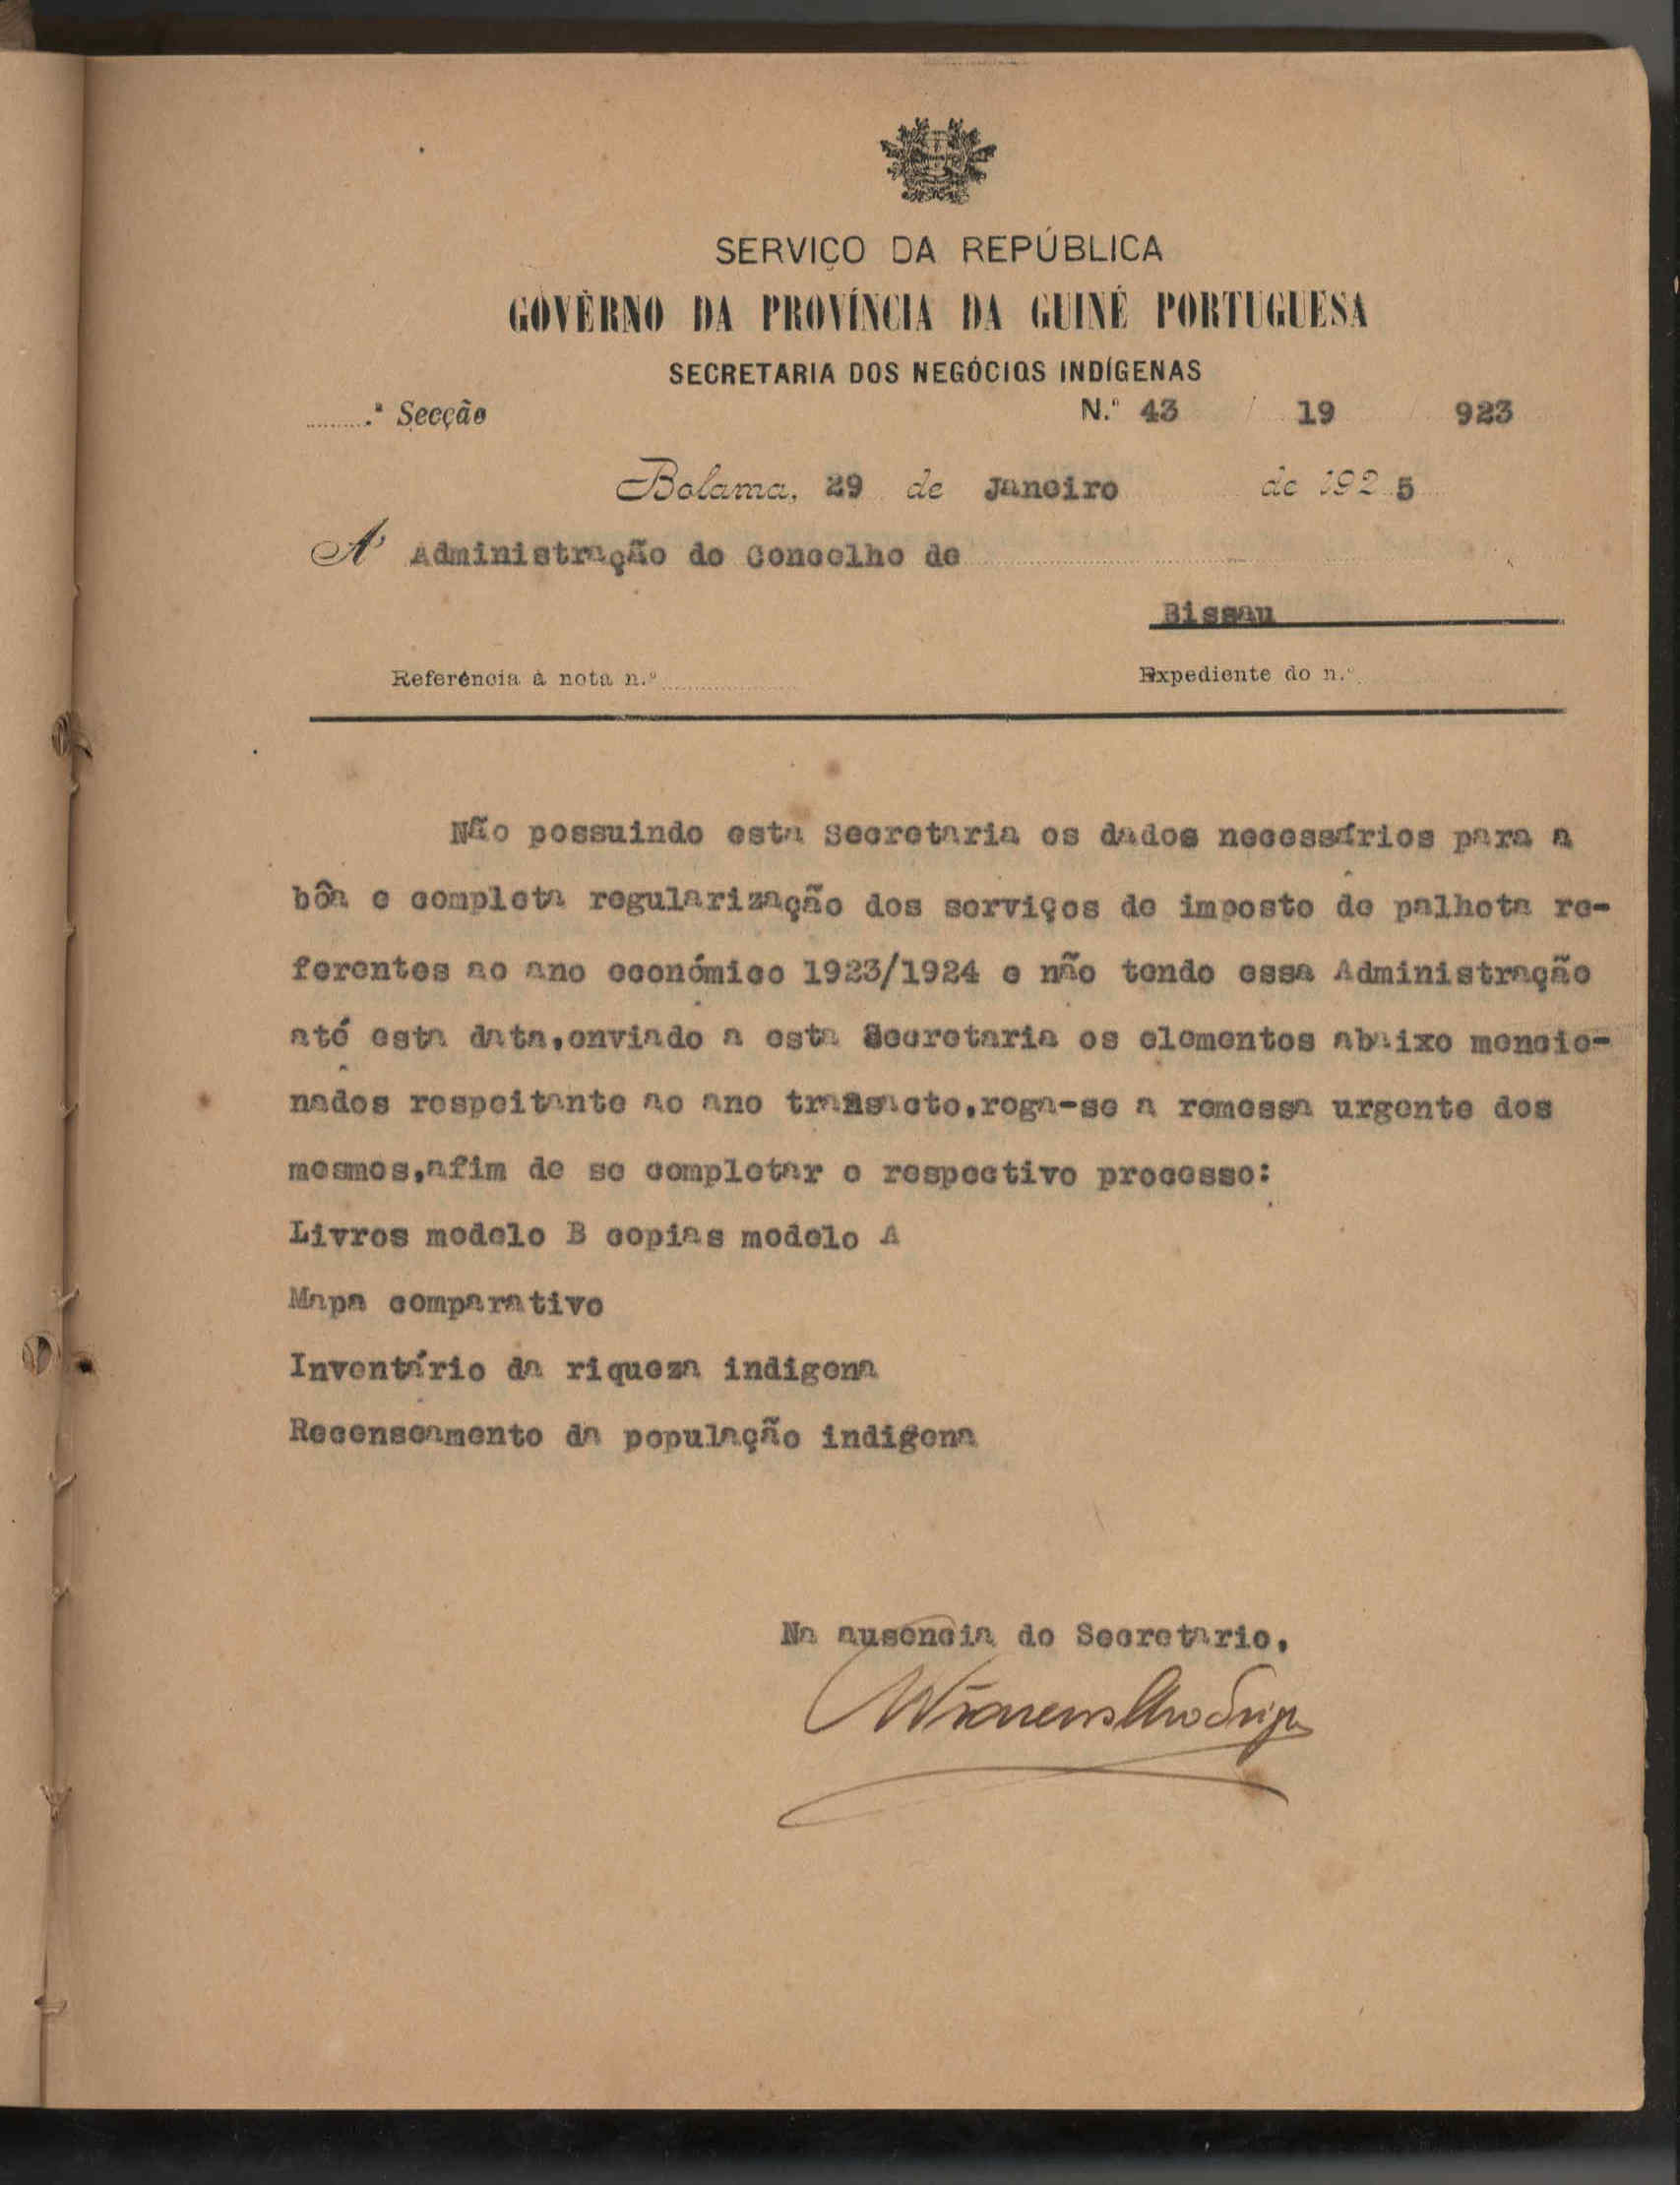 SERVIÇO DA REPÚBLICA
GOVÊRNO DA PROVÍNCIA DA GUINÉ PORTUGUESA
SECRETARIA DOS NEGÓCIOS INDÍGENAS
.ª Secção N.º 43 / 19 / 923
Bolama, 29 de Janeiro de 1925
A' Administração do Concelho de
Bissau
Referência à nota n.º Expediente do n.º
Não possuindo esta Secretaria os dados necessários para a
bôa e completa regularização dos serviços de imposto de palhota re-
ferentes ao ano económico 1923/1924 e não tendo essa Administração
até esta data,enviado a esta Secretaria os elementos abaixo mencio-
nados respeitante ao ano transacto,roga-se a remessa urgente dos
mesmos,afim de se completar o respectivo processo:
Livros modelo B copias modelo A
Mapa comparativo
Inventário da riqueza indigena
Recenseamento da população indigena
Na ausência do Secretario,